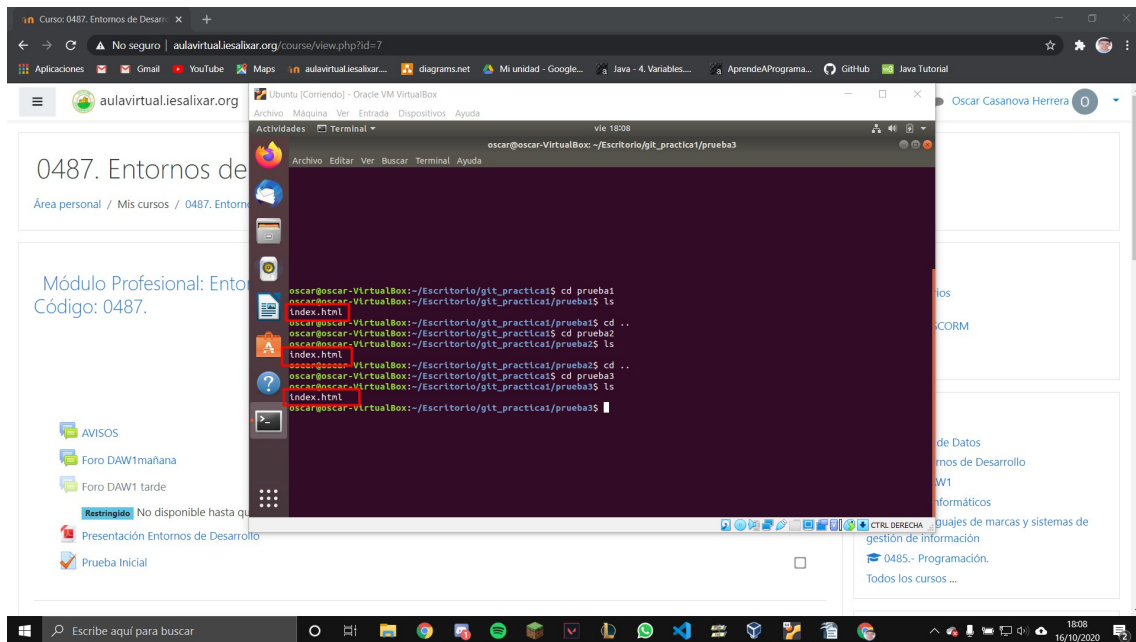 Curso: 0487. Entornos de Desarr
No seguro | aulavirtual.iesalixar.org/course/view.php?id=7
Aplicaciones Gmail YouTube Maps aulavirtual.iesalixar.... diagrams.net Mi unidad - Google... Java - 4. Variables.... AprendeAPrograma... GitHub Java Tutorial
aulavirtual.iesalixar.org
Oscar Casanova Herrera O
Ubuntu [Corriendo] - Oracle VM VirtualBox
Archivo Máquina Ver Entrada Dispositivos Ayuda
Actividades Terminal vie 18:08
oscar@oscar-VirtualBox: ~/Escritorio/git_practica1/prueba3
Archivo Editar Ver Buscar Terminal Ayuda
oscar@oscar-VirtualBox:~/Escritorio/git_practica1$ cd prueba1
oscar@oscar-VirtualBox:~/Escritorio/git_practica1/prueba1$ ls
index.html
oscar@oscar-VirtualBox:~/Escritorio/git_practica1/prueba1$ cd ..
oscar@oscar-VirtualBox:~/Escritorio/git_practica1$ cd prueba2
oscar@oscar-VirtualBox:~/Escritorio/git_practica1/prueba2$ ls
index.html
oscar@oscar-VirtualBox:~/Escritorio/git_practica1/prueba2$ cd ..
oscar@oscar-VirtualBox:~/Escritorio/git_practica1$ cd prueba3
oscar@oscar-VirtualBox:~/Escritorio/git_practica1/prueba3$ ls
index.html
oscar@oscar-VirtualBox:~/Escritorio/git_practica1/prueba3$
CTRL DERECHA
0487. Entornos de
Área personal / Mis cursos / 0487. Entorn
Módulo Profesional: Ento
Código: 0487.
AVISOS
Foro DAW1mañana
Foro DAW1 tarde
Restringido No disponible hasta qu
Presentación Entornos de Desarrollo
Prueba Inicial
ios
CORM
de Datos
rnos de Desarrollo
W1
nformáticos
guajes de marcas y sistemas de
gestión de información
0485.- Programación.
Todos los cursos ...
Escribe aquí para buscar
18:08
16/10/2020